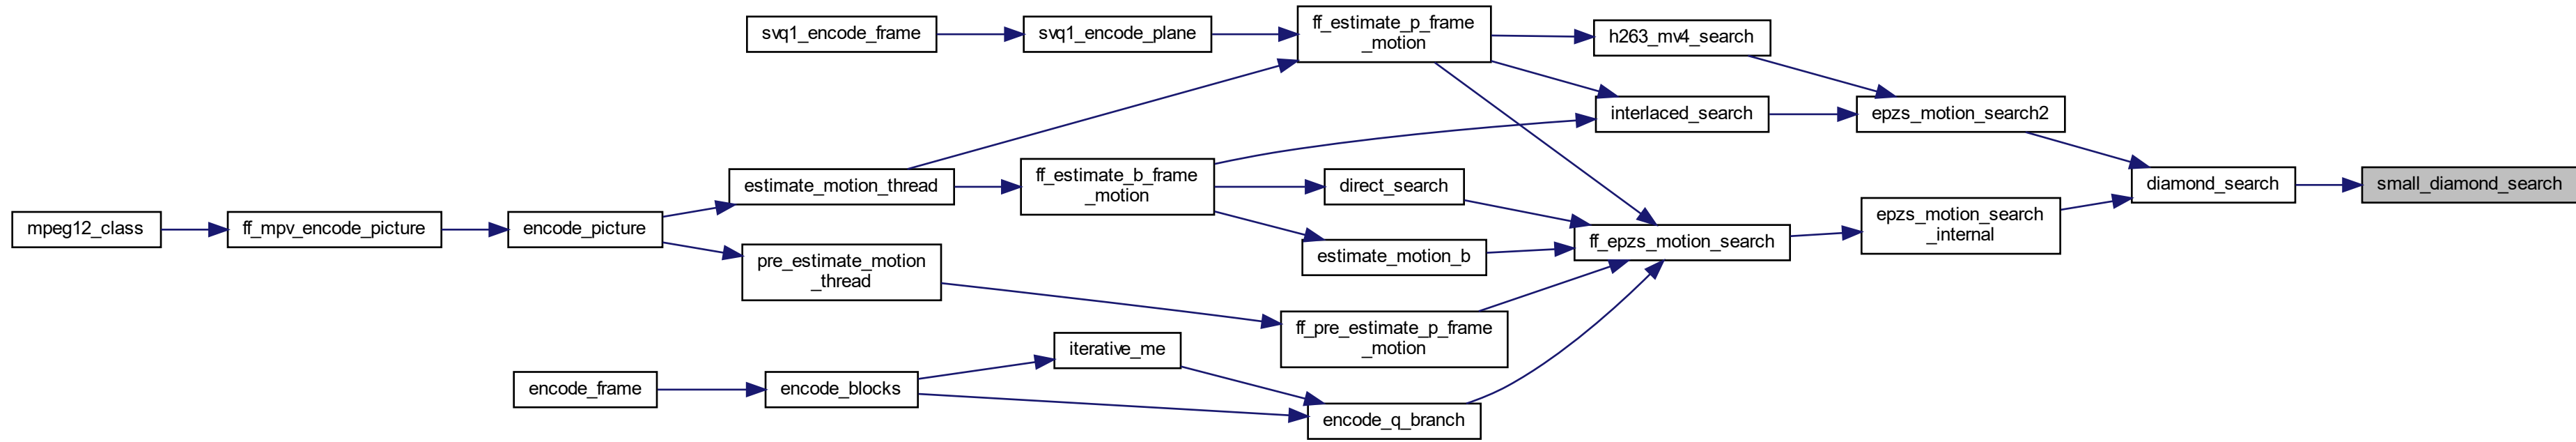 svq1_encode_frame
svq1_encode_plane
ff_estimate_p_frame
_motion
h263_mv4_search
interlaced_search
epzs_motion_search2
estimate_motion_thread
ff_estimate_b_frame
_motion
direct_search
diamond_search
small_diamond_search
mpeg12_class
ff_mpv_encode_picture
encode_picture
pre_estimate_motion
_thread
estimate_motion_b
ff_epzs_motion_search
epzs_motion_search
_internal
ff_pre_estimate_p_frame
_motion
iterative_me
encode_frame
encode_blocks
encode_q_branch